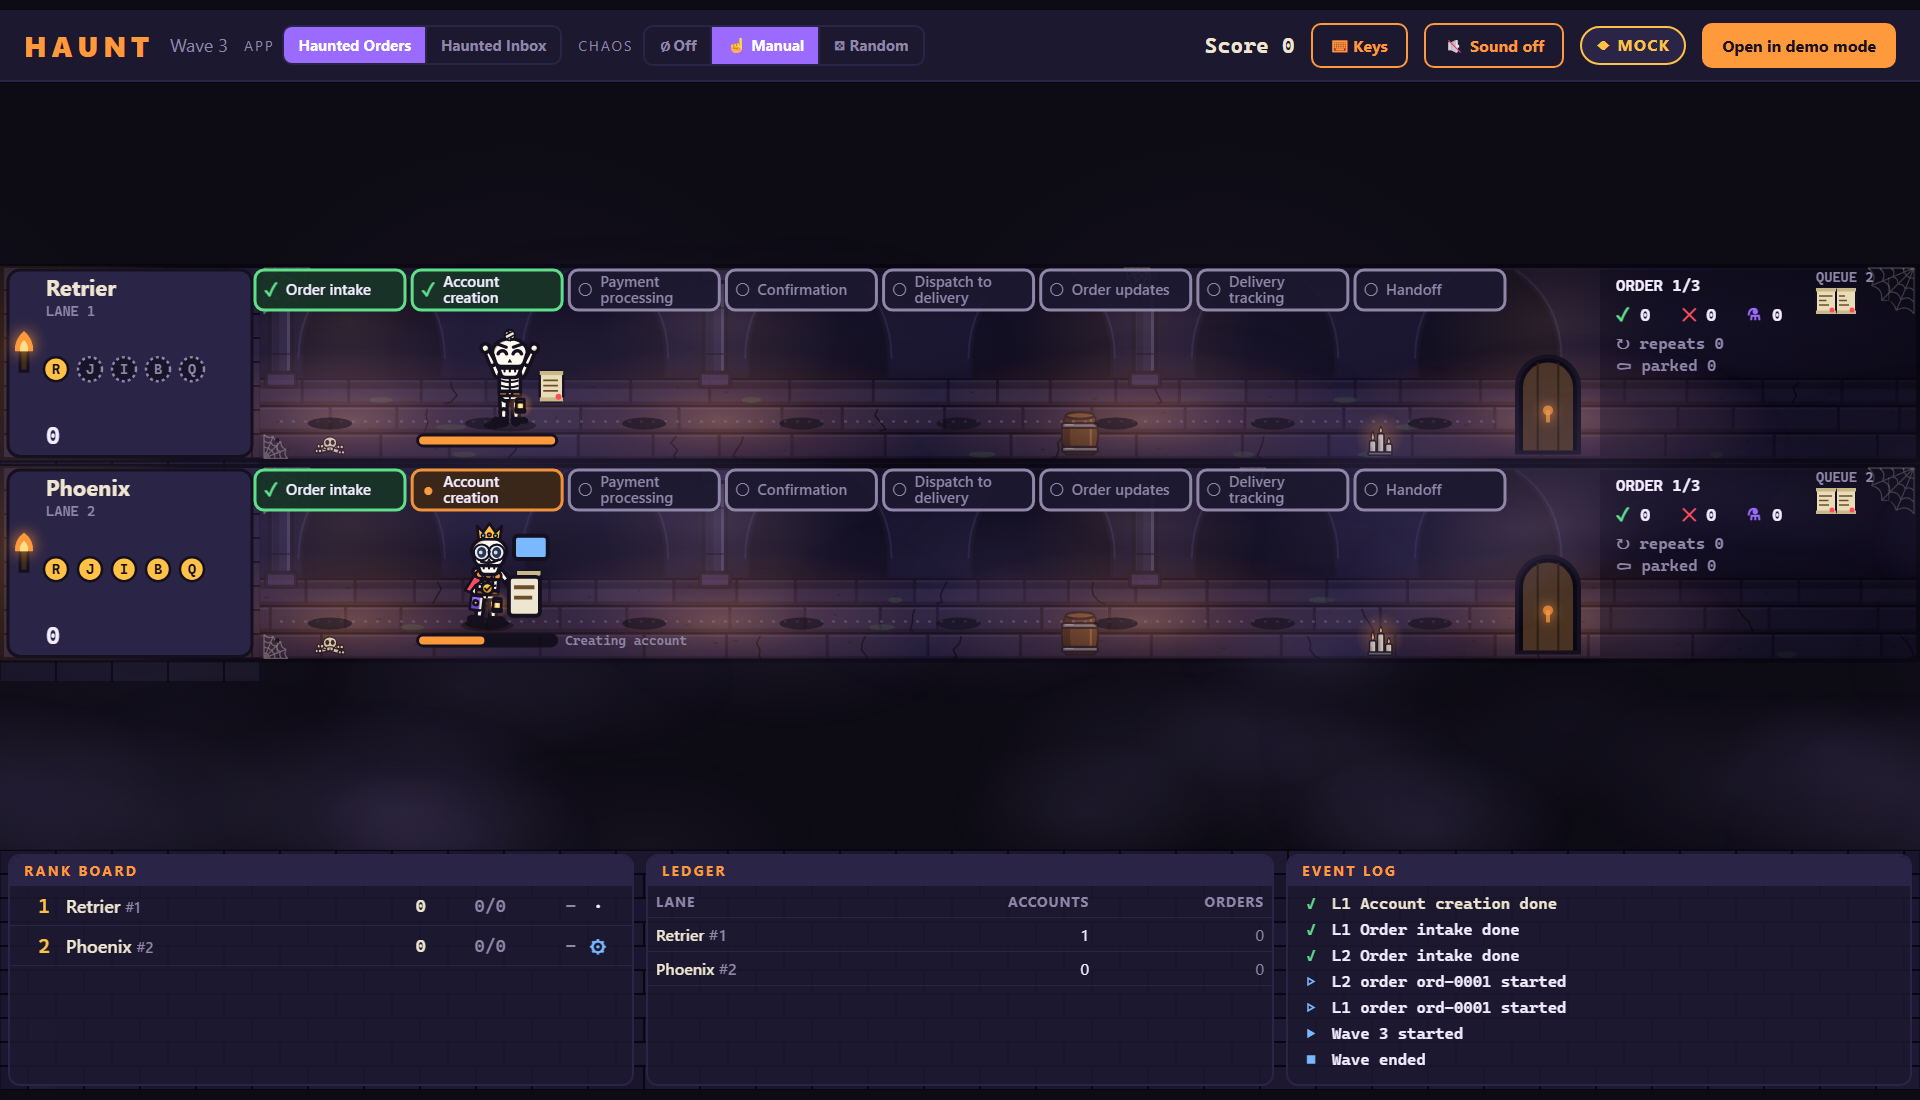 HAUNT Wave 3 APP Haunted Orders Haunted Inbox CHAOS Ø Off Manual Random Score 0 Keys Sound off MOCK Open in demo mode
Retrier
LANE 1
R J I B Q
0
✓ Order intake
✓ Account creation
Payment processing
Confirmation
Dispatch to delivery
Order updates
Delivery tracking
Handoff
ORDER 1/3
✓ 0 ✕ 0 0
↻ repeats 0
parked 0
QUEUE 2
Phoenix
LANE 2
R J I B Q
0
✓ Order intake
Account creation
Payment processing
Confirmation
Dispatch to delivery
Order updates
Delivery tracking
Handoff
Creating account
ORDER 1/3
✓ 0 ✕ 0 0
↻ repeats 0
parked 0
QUEUE 2
RANK BOARD
1 Retrier #1 0 0/0 –
2 Phoenix #2 0 0/0 –
LEDGER
LANE ACCOUNTS ORDERS
Retrier #1 1 0
Phoenix #2 0 0
EVENT LOG
✓ L1 Account creation done
✓ L1 Order intake done
✓ L2 Order intake done
▷ L2 order ord-0001 started
▷ L1 order ord-0001 started
▶ Wave 3 started
■ Wave ended